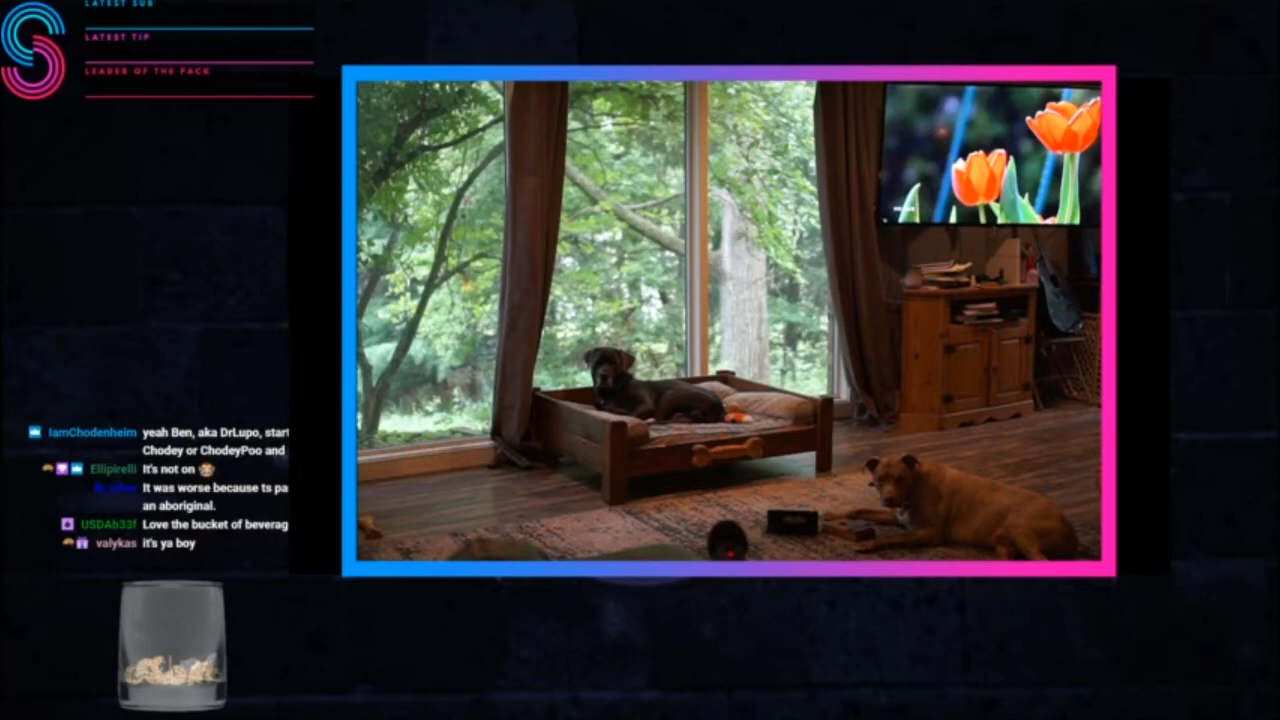 LATEST SUB
LATEST TIP
LEADER OF THE PACK
IamChodenheim yeah Ben, aka DrLupo, start
Chodey or ChodeyPoo and
Ellipirelli It's not on
It was worse because ts pa
an aboriginal.
USDAb33f Love the bucket of beverag
valykas it's ya boy